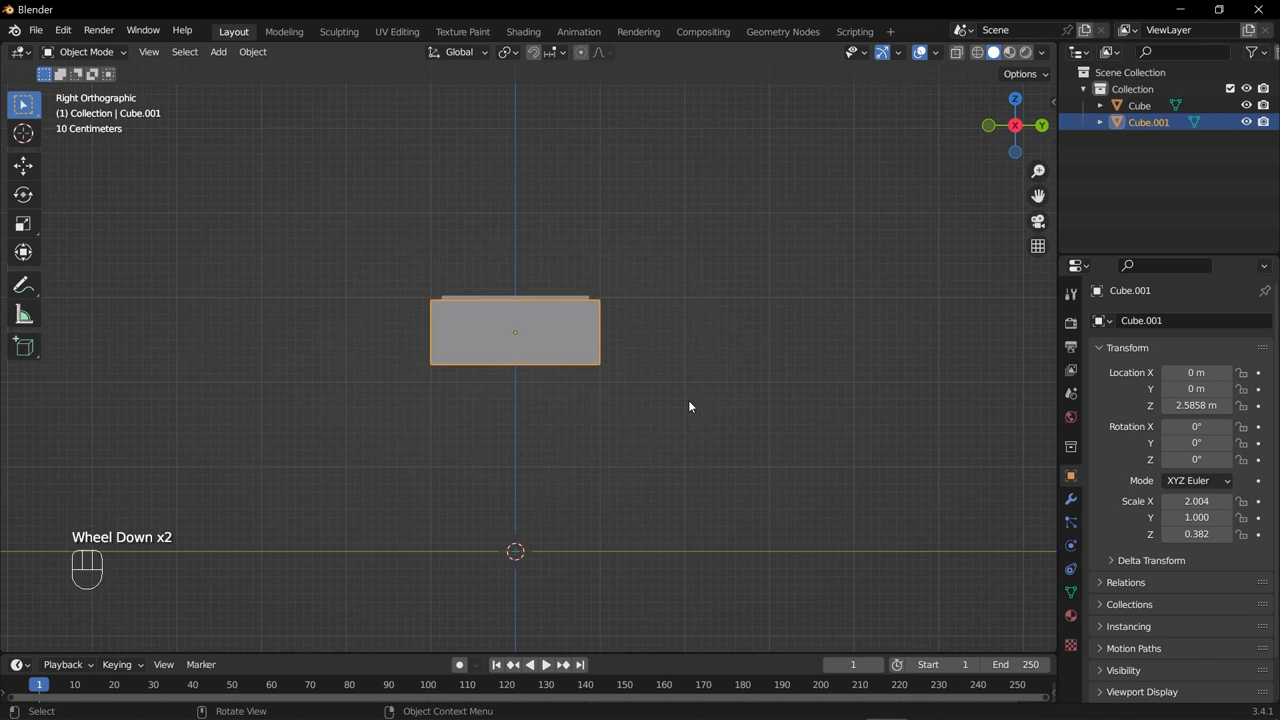 Blender
File Edit Render Window Help Layout Modeling Sculpting UV Editing Texture Paint Shading Animation Rendering Compositing Geometry Nodes Scripting + Scene ViewLayer
Object Mode View Select Add Object Global
Options
Right Orthographic
(1) Collection | Cube.001
10 Centimeters
Z
Y
X
Scene Collection
Collection
Cube
Cube.001
Cube.001
Cube.001
Transform
Location X 0 m
Y 0 m
Z 2.5858 m
Rotation X 0°
Y 0°
Z 0°
Mode XYZ Euler
Scale X 2.004
Y 1.000
Z 0.382
Delta Transform
Relations
Collections
Instancing
Motion Paths
Visibility
Viewport Display
Wheel Down x2
Playback Keying View Marker 1 Start 1 End 250
1 10 20 30 40 50 60 70 80 90 100 110 120 130 140 150 160 170 180 190 200 210 220 230 240 250
Select Rotate View Object Context Menu 3.4.1